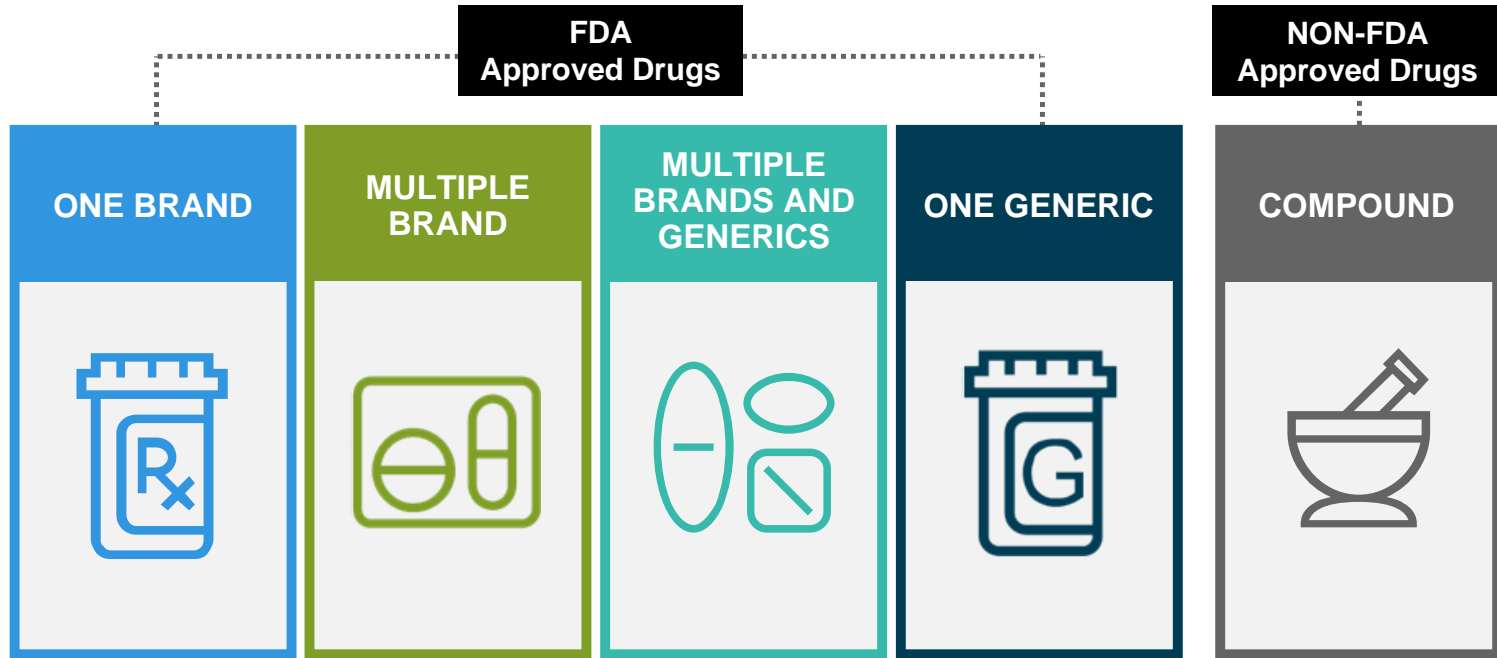 FDA
Approved Drugs
NON-FDA
Approved Drugs
ONE BRAND
MULTIPLE
BRAND
MULTIPLE
BRANDS AND
GENERICS
ONE GENERIC
COMPOUND
Rx
G